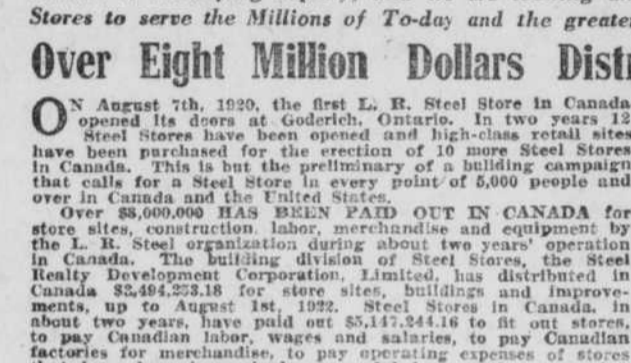 Stores to serve the Millions of To-day and the greate
Over Eight Million Dollars Dist
ON August 7th, 1920, the first L. R. Steel Store in Canada
opened its doors at Goderich, Ontario. In two years 12
Steel Stores have been opened and high-class retail sites
have been purchased for the erection of 10 more Steel Stores
in Canada. This is but the preliminary of a building campaign
that calls for a Steel Store in every point of 5,000 people and
over in Canada and the United States.
Over $8,000,000 HAS BEEN PAID OUT IN CANADA for
store sites, construction, labor, merchandise and equipment by
the L. R. Steel organization during about two years' operation
in Canada. The building division of Steel Stores, the Steel
Realty Development Corporation, Limited, has distributed in
Canada $2,494,253.18 for store sites, buildings and improve-
ments, up to August 1st, 1922. Steel Stores in Canada, in
about two years, have paid out $5,147,244.16 to fit out stores,
to pay Canadian labor, wages and salaries, to pay Canadian
factories for merchandise, to pay operating expenses of stores